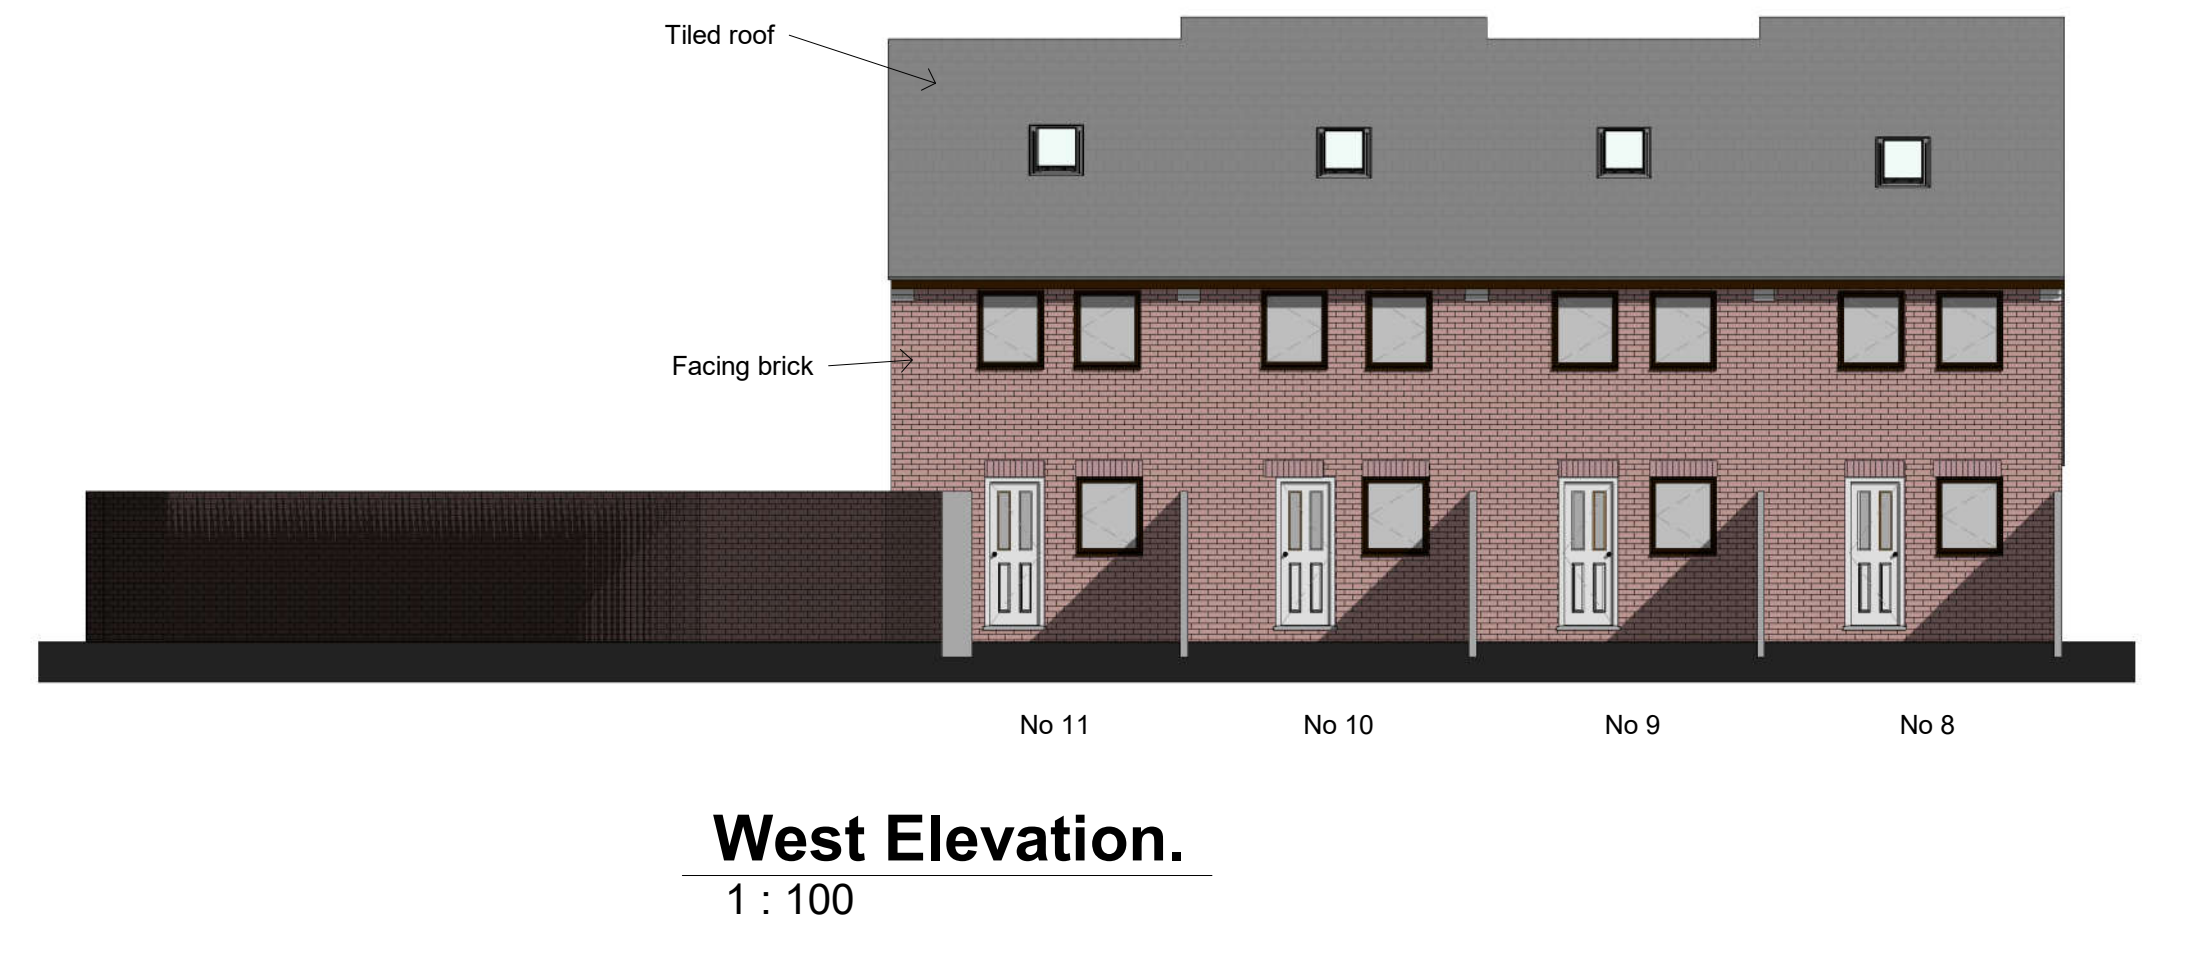 Tiled roof
Facing brick
No 11
No 10
No 9
No 8
West Elevation.
1 : 100